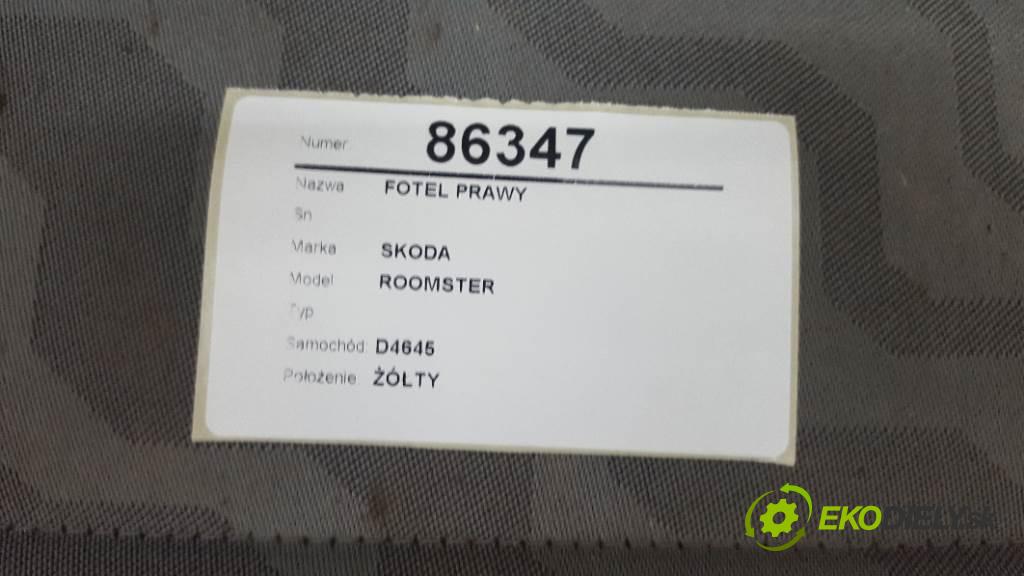 Numer 86347
Nazwa FOTEL PRAWY
Sn
Marka SKODA
Model ROOMSTER
Typ
Samochód: D4645
Położenie: ŻÓŁTY
EKODIELY.sk